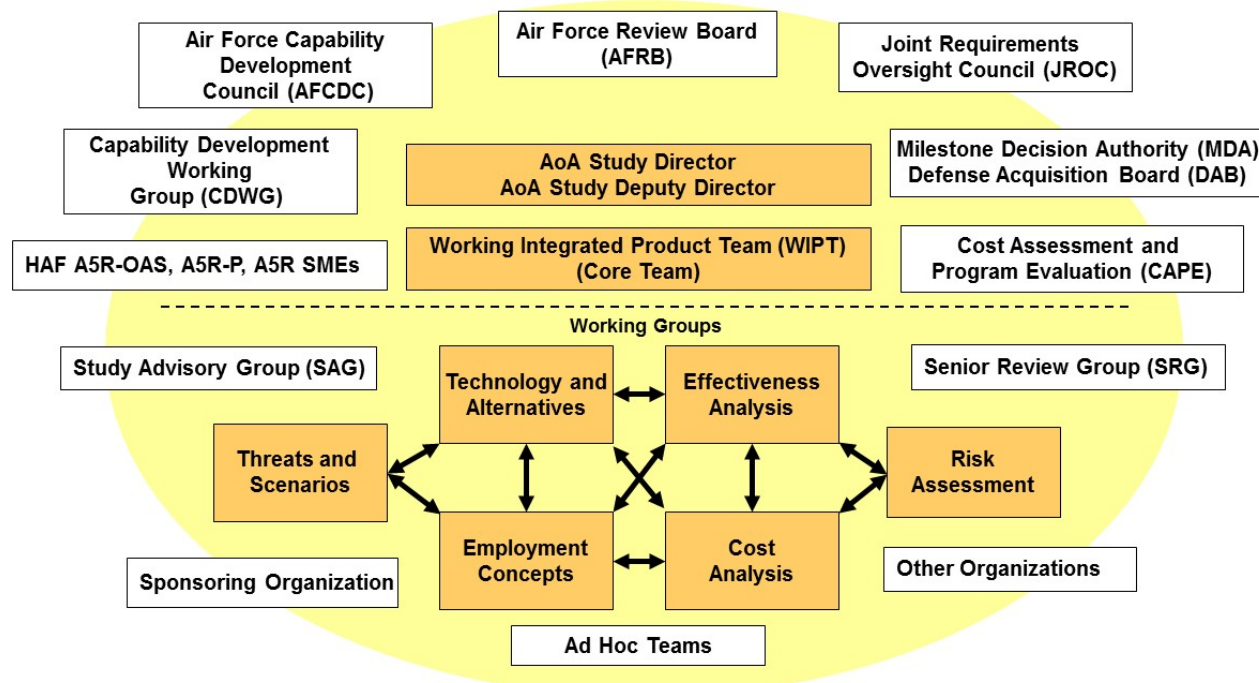 Air Force Capability
Development
Council (AFCDC)
Air Force Review Board
(AFRB)
Joint Requirements
Oversight Council (JROC)
Capability Development
Working
Group (CDWG)
AoA Study Director
AoA Study Deputy Director
Milestone Decision Authority (MDA)
Defense Acquisition Board (DAB)
HAF A5R-OAS, A5R-P, A5R SMEs
Working Integrated Product Team (WIPT)
(Core Team)
Cost Assessment and
Program Evaluation (CAPE)
Working Groups
Study Advisory Group (SAG)
Technology and
Alternatives
Effectiveness
Analysis
Senior Review Group (SRG)
Threats and
Scenarios
Risk
Assessment
Employment
Concepts
Cost
Analysis
Sponsoring Organization
Other Organizations
Ad Hoc Teams